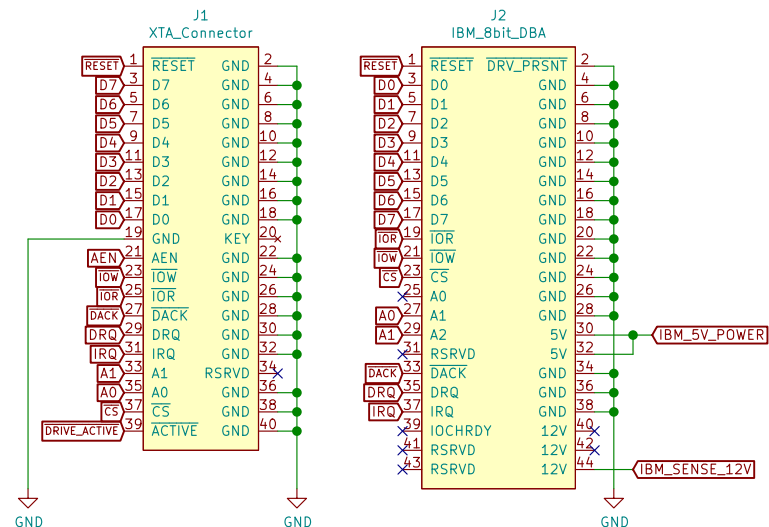 J1
XTA_Connector
RESET 1 RESET GND 2
D7 3 D7 GND 4
D6 5 D6 GND 6
D5 7 D5 GND 8
D4 9 D4 GND 10
D3 11 D3 GND 12
D2 13 D2 GND 14
D1 15 D1 GND 16
D0 17 D0 GND 18
19 GND KEY 20
AEN 21 AEN GND 22
IOW 23 IOW GND 24
IOR 25 IOR GND 26
DACK 27 DACK GND 28
DRQ 29 DRQ GND 30
IRQ 31 IRQ GND 32
A1 33 A1 RSRVD 34
A0 35 A0 GND 36
CS 37 CS GND 38
DRIVE_ACTIVE 39 ACTIVE GND 40
GND
GND
J2
IBM_8bit_DBA
RESET 1 RESET DRV_PRSNT 2
D0 3 D0 GND 4
D1 5 D1 GND 6
D2 7 D2 GND 8
D3 9 D3 GND 10
D4 11 D4 GND 12
D5 13 D5 GND 14
D6 15 D6 GND 16
D7 17 D7 GND 18
IOR 19 IOR GND 20
IOW 21 IOW GND 22
CS 23 CS GND 24
25 A0 GND 26
A0 27 A1 GND 28
A1 29 A2 5V 30 IBM_5V_POWER
31 RSRVD 5V 32
DACK 33 DACK GND 34
DRQ 35 DRQ GND 36
IRQ 37 IRQ GND 38
39 IOCHRDY 12V 40
41 RSRVD 12V 42
43 RSRVD 12V 44 IBM_SENSE_12V
GND